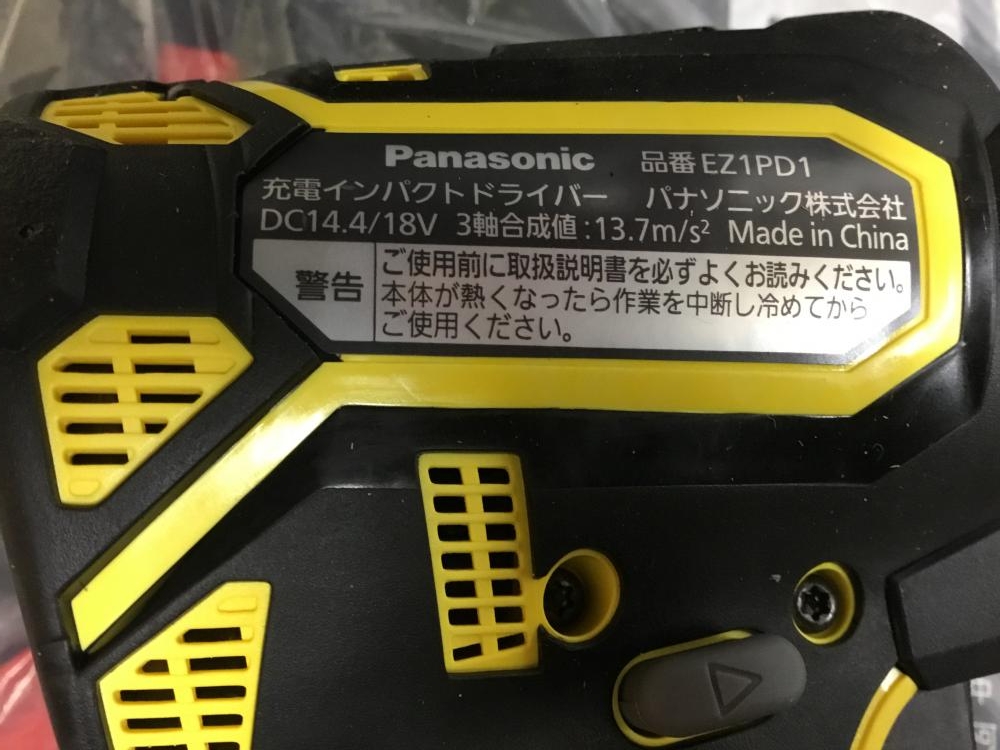 Panasonic 品番 EZ1PD1
充電インパクトドライバー パナソニック株式会社
DC14.4/18V 3軸合成値:13.7m/s² Made in China
警告
ご使用前に取扱説明書を必ずよくお読みください。
本体が熱くなったら作業を中断し冷めてから
ご使用ください。